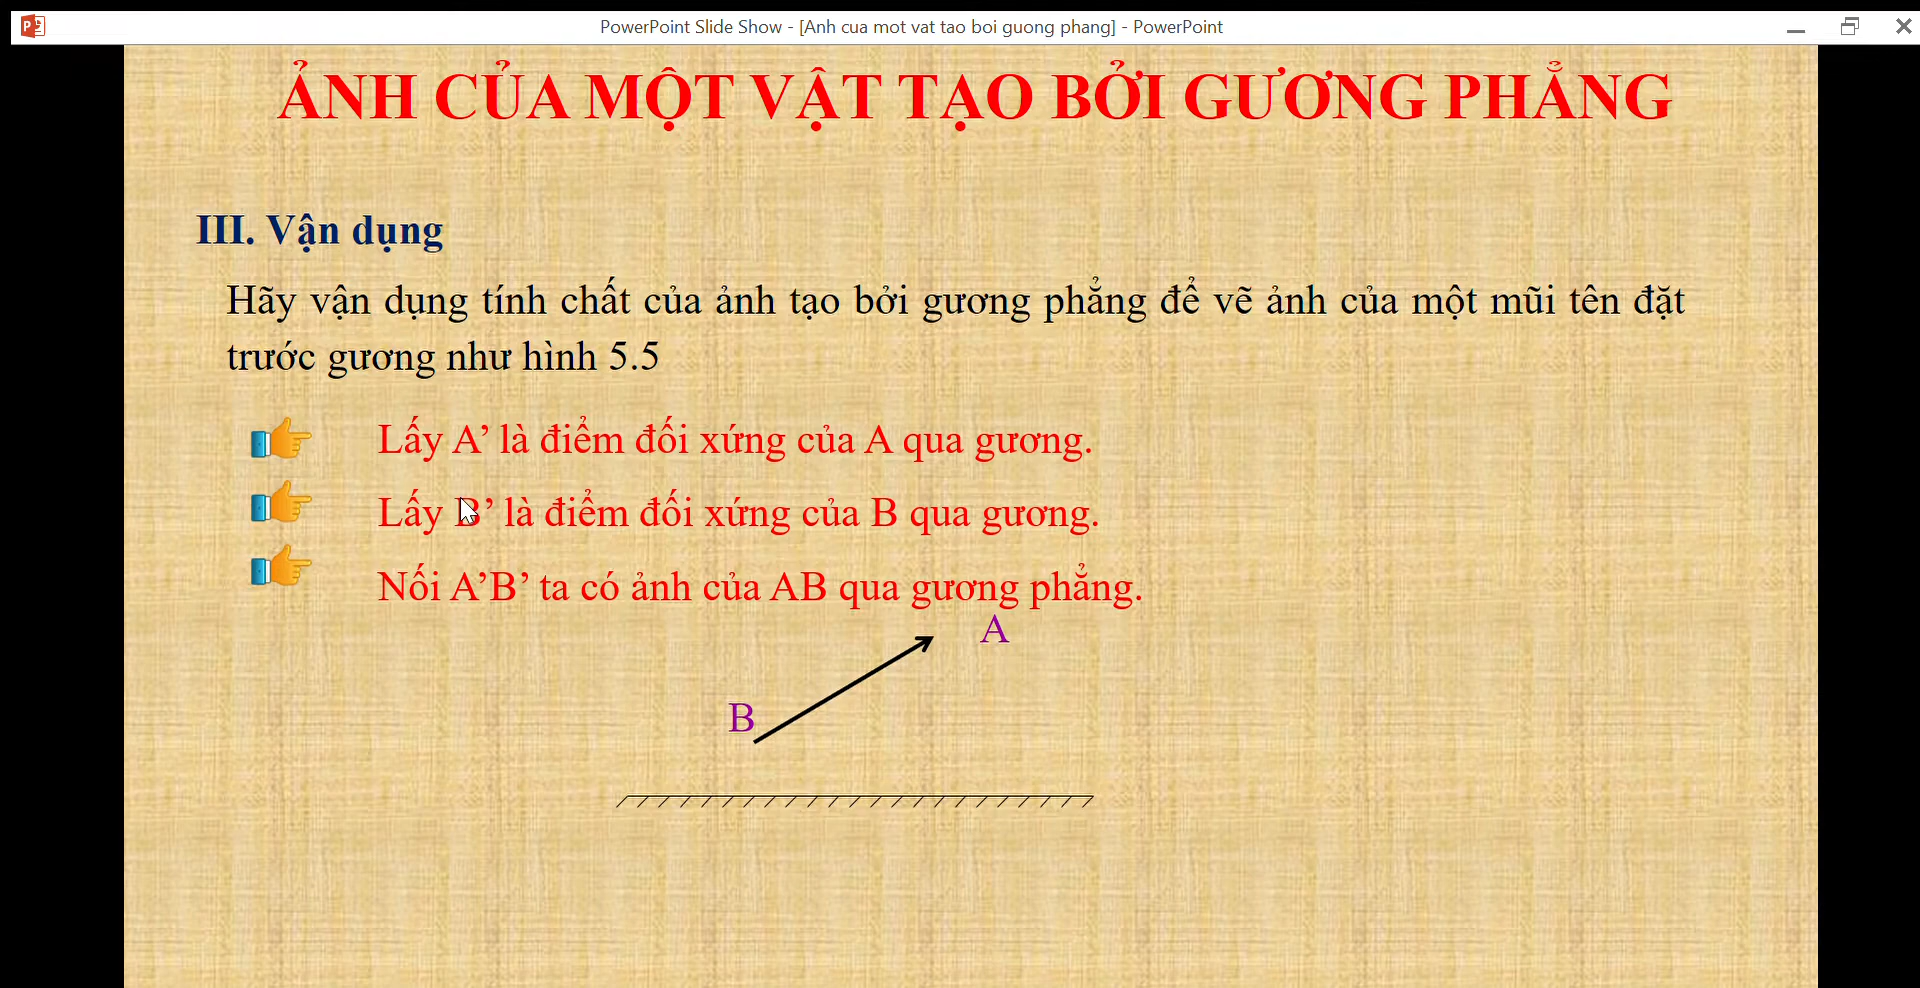 PowerPoint Slide Show - [Anh cua mot vat tao boi guong phang] - PowerPoint
ẢNH CỦA MỘT VẬT TẠO BỞI GƯƠNG PHẲNG
III. Vận dụng
Hãy vận dụng tính chất của ảnh tạo bởi gương phẳng để vẽ ảnh của một mũi tên đặt
trước gương như hình 5.5
Lấy A’ là điểm đối xứng của A qua gương.
Lấy B’ là điểm đối xứng của B qua gương.
Nối A’B’ ta có ảnh của AB qua gương phẳng.
A
B